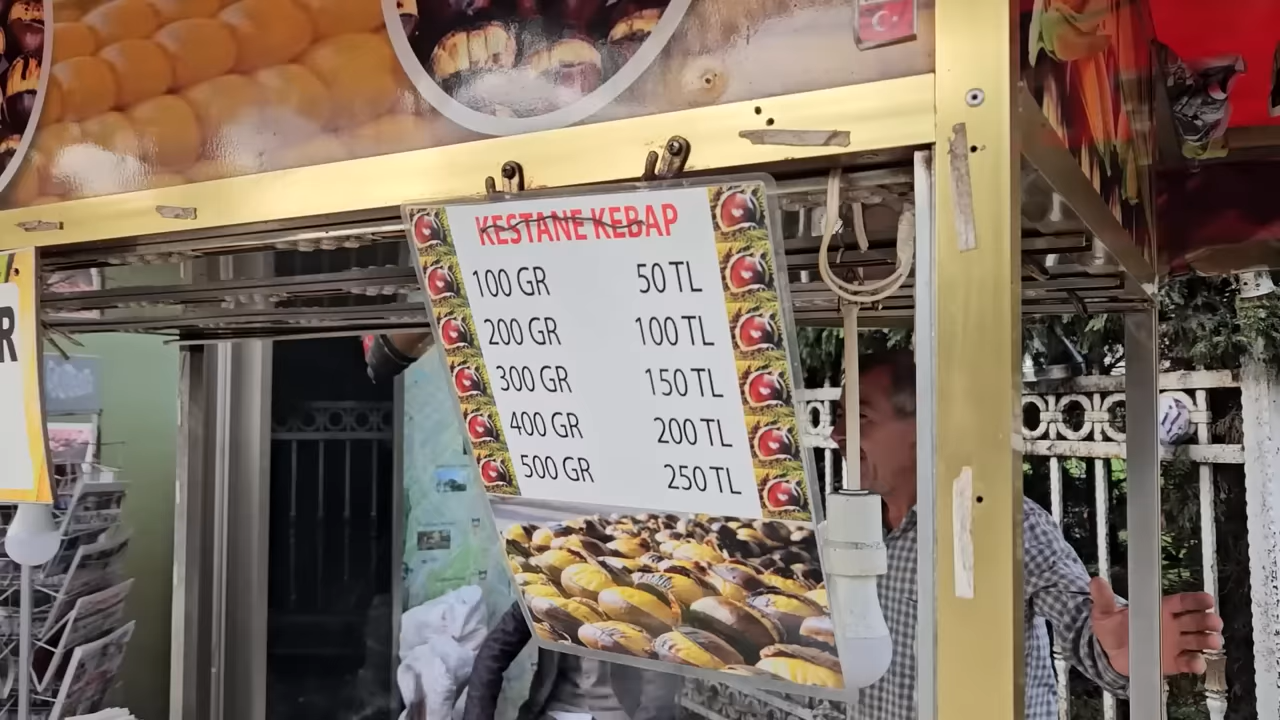 KESTANE KEBAP
100 GR 50 TL
200 GR 100 TL
300 GR 150 TL
400 GR 200 TL
500 GR 250 TL
R